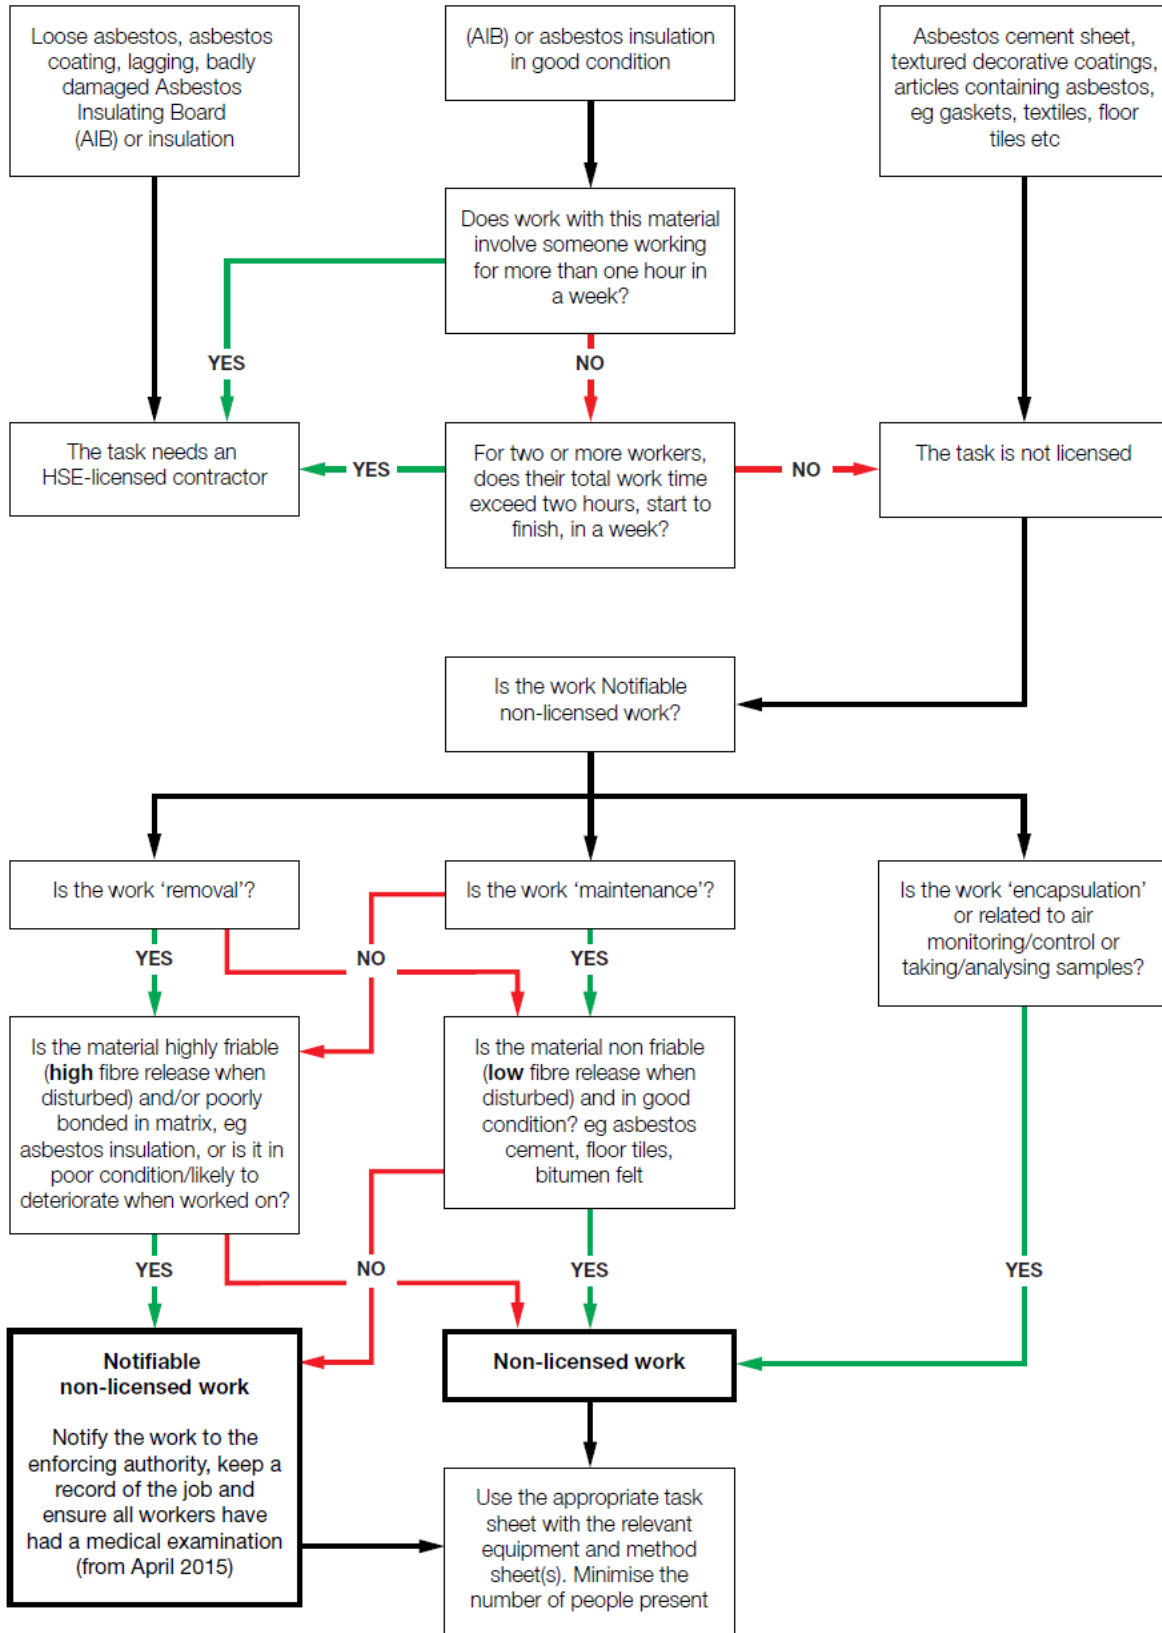 Loose asbestos, asbestos
coating, lagging, badly
damaged Asbestos
Insulating Board
(AIB) or insulation
(AIB) or asbestos insulation
in good condition
Asbestos cement sheet,
textured decorative coatings,
articles containing asbestos,
eg gaskets, textiles, floor
tiles etc
Does work with this material
involve someone working
for more than one hour in
a week?
YES
NO
The task needs an
HSE-licensed contractor
YES
For two or more workers,
does their total work time
exceed two hours, start to
finish, in a week?
NO
The task is not licensed
Is the work Notifiable
non-licensed work?
Is the work ‘removal’?
Is the work ‘maintenance’?
Is the work ‘encapsulation’
or related to air
monitoring/control or
taking/analysing samples?
YES
NO
YES
Is the material highly friable
(high fibre release when
disturbed) and/or poorly
bonded in matrix, eg
asbestos insulation, or is it in
poor condition/likely to
deteriorate when worked on?
Is the material non friable
(low fibre release when
disturbed) and in good
condition? eg asbestos
cement, floor tiles,
bitumen felt
YES
NO
YES
YES
Notifiable
non-licensed work
Notify the work to the
enforcing authority, keep a
record of the job and
ensure all workers have
had a medical examination
(from April 2015)
Non-licensed work
Use the appropriate task
sheet with the relevant
equipment and method
sheet(s). Minimise the
number of people present